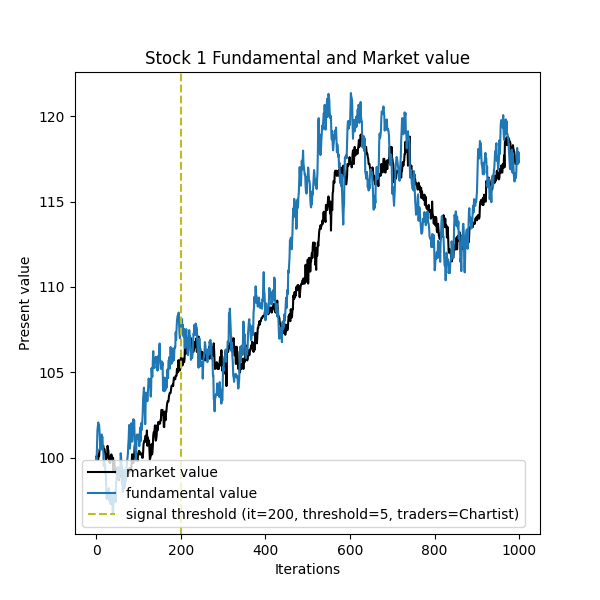 Stock 1 Fundamental and Market value
120
115
110
105
100
Present value
market value
fundamental value
signal threshold (it=200, threshold=5, traders=Chartist)
0 200 400 600 800 1000
Iterations